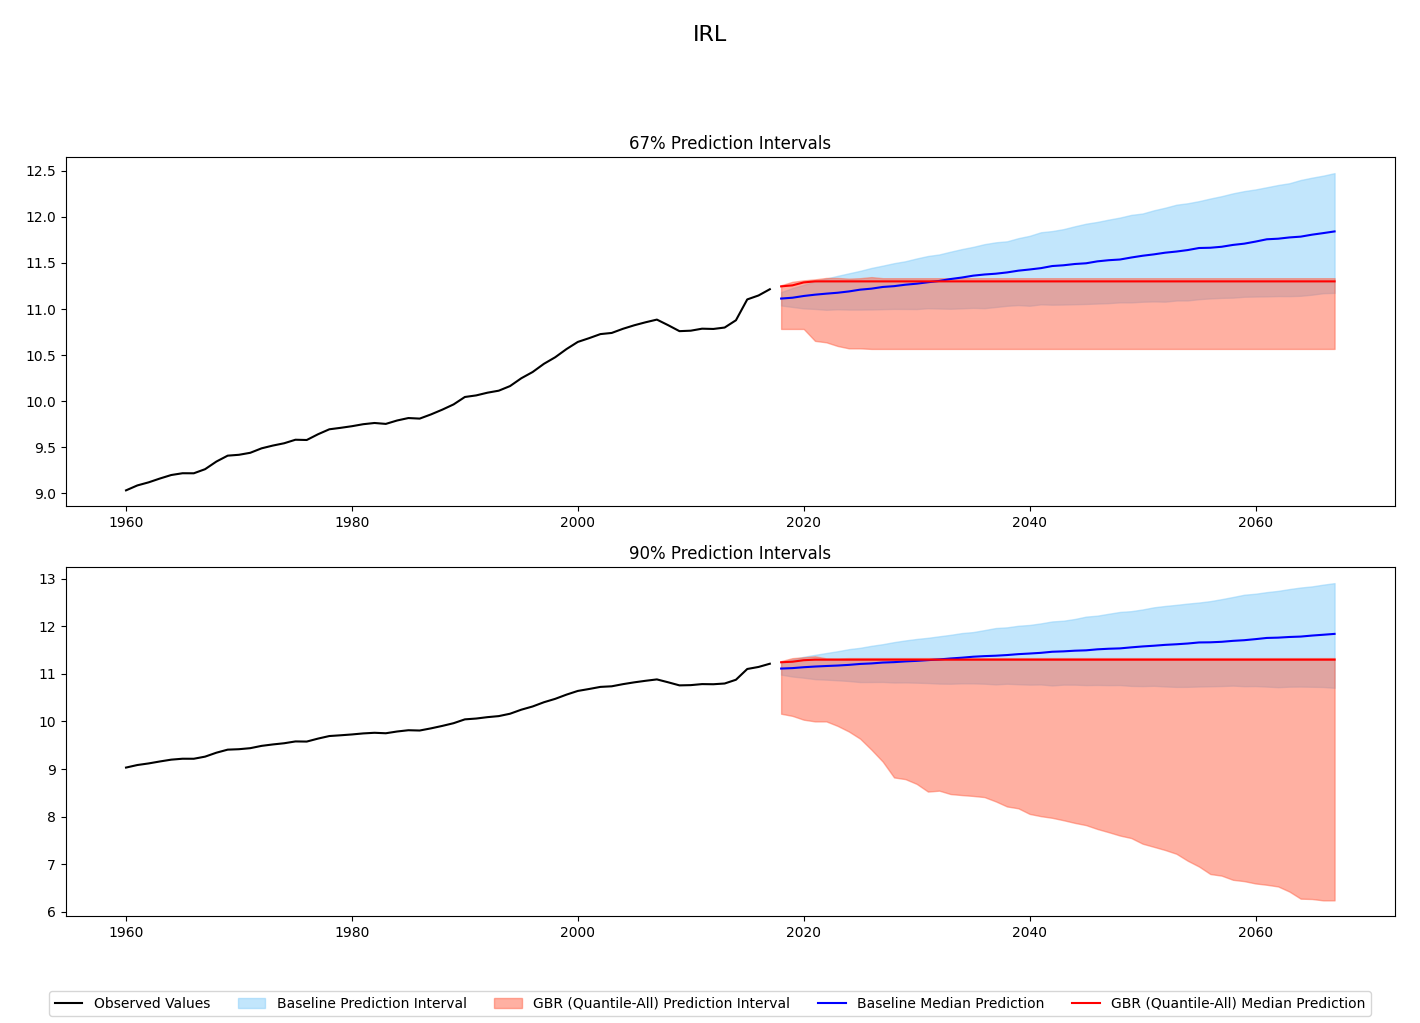 IRL
67% Prediction Intervals
12.5
12.0
11.5
11.0
10.5
10.0
9.5
9.0
1960 1980 2000 2020 2040 2060
90% Prediction Intervals
13
12
11
10
9
8
7
6
1960 1980 2000 2020 2040 2060
Observed Values Baseline Prediction Interval GBR (Quantile-All) Prediction Interval Baseline Median Prediction GBR (Quantile-All) Median Prediction